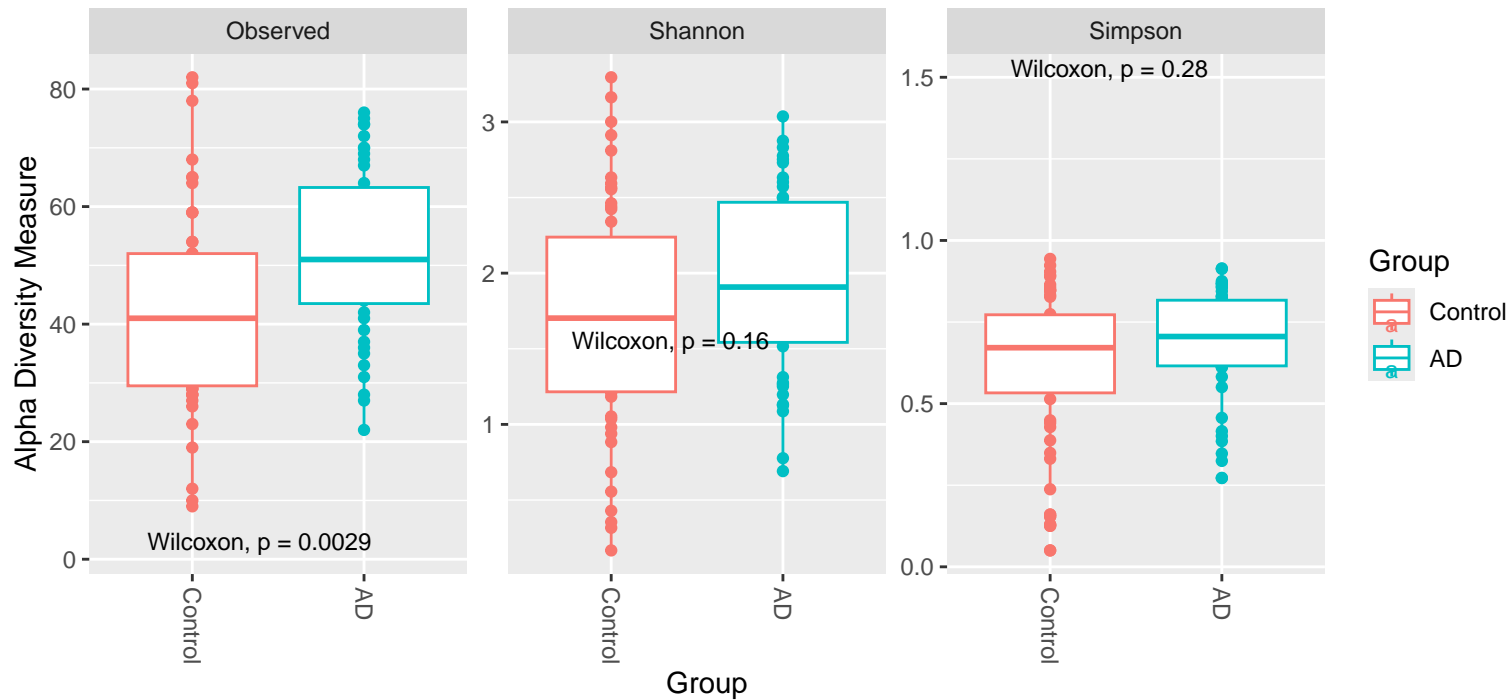 Observed
Shannon
Simpson
Alpha Diversity Measure
80
60
40
20
0
Wilcoxon, p = 0.0029
Control
AD
3
2
1
Wilcoxon, p = 0.16
Control
AD
1.5
1.0
0.5
0.0
Wilcoxon, p = 0.28
Control
AD
Group
Group
a
Control
a
AD